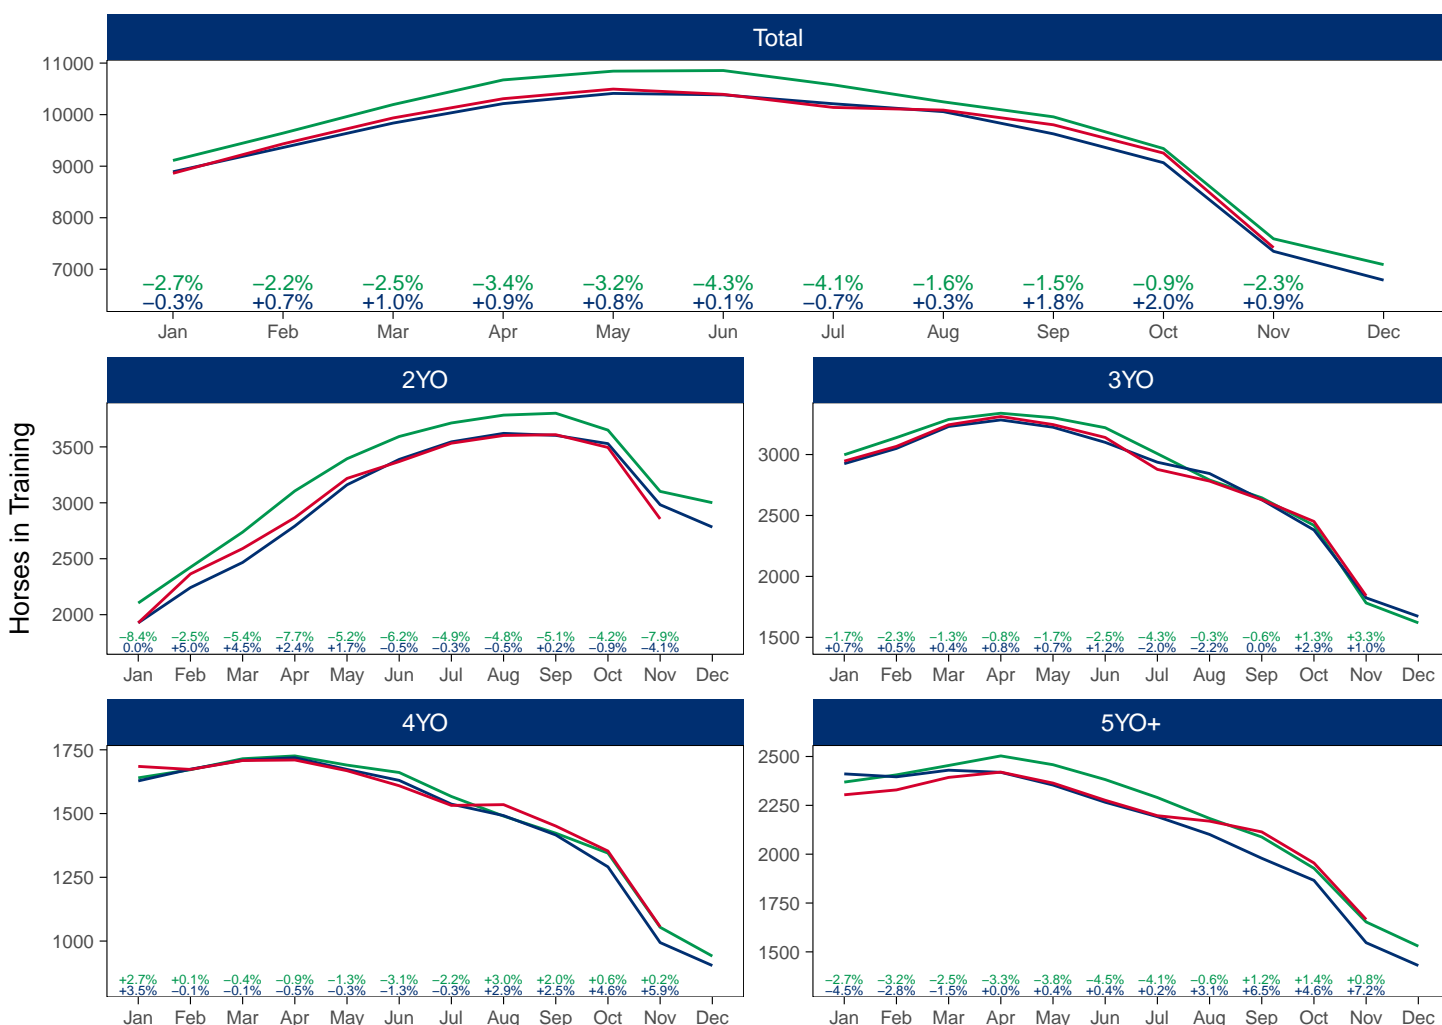 Total
11000
10000
9000
8000
7000
−2.7% −2.2% −2.5% −3.4% −3.2% −4.3% −4.1% −1.6% −1.5% −0.9% −2.3%
−0.3% +0.7% +1.0% +0.9% +0.8% +0.1% −0.7% +0.3% +1.8% +2.0% +0.9%
Jan Feb Mar Apr May Jun Jul Aug Sep Oct Nov Dec
Horses in Training
2YO
3500
3000
2500
2000
−8.4% −2.5% −5.4% −7.7% −5.2% −6.2% −4.9% −4.8% −5.1% −4.2% −7.9%
0.0% +5.0% +4.5% +2.4% +1.7% −0.5% −0.3% −0.5% +0.2% −0.9% −4.1%
Jan Feb Mar Apr May Jun Jul Aug Sep Oct Nov Dec
3YO
3000
2500
2000
1500
−1.7% −2.3% −1.3% −0.8% −1.7% −2.5% −4.3% −0.3% −0.6% +1.3% +3.3%
+0.7% +0.5% +0.4% +0.8% +0.7% +1.2% −2.0% −2.2% 0.0% +2.9% +1.0%
Jan Feb Mar Apr May Jun Jul Aug Sep Oct Nov Dec
4YO
1750
1500
1250
1000
+2.7% +0.1% −0.4% −0.9% −1.3% −3.1% −2.2% +3.0% +2.0% +0.6% +0.2%
+3.5% −0.1% −0.1% −0.5% −0.3% −1.3% −0.3% +2.9% +2.5% +4.6% +5.9%
Jan Feb Mar Apr May Jun Jul Aug Sep Oct Nov Dec
5YO+
2500
2250
2000
1750
1500
−2.7% −3.2% −2.5% −3.3% −3.8% −4.5% −4.1% −0.6% +1.2% +1.4% +0.8%
−4.5% −2.8% −1.5% +0.0% +0.4% +0.4% +0.2% +3.1% +6.5% +4.6% +7.2%
Jan Feb Mar Apr May Jun Jul Aug Sep Oct Nov Dec